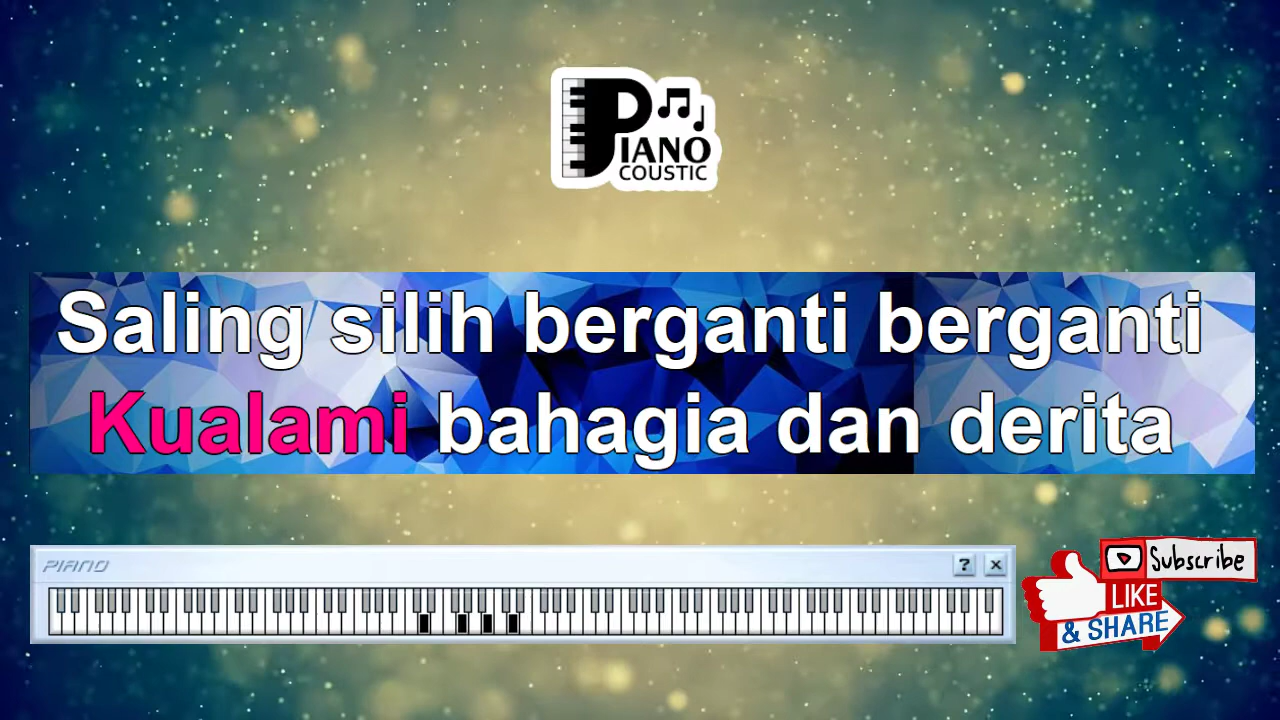 PIANO
COUSTIC
Saling silih berganti berganti
Kualami bahagia dan derita
PIANO
? ×
Subscribe
LIKE
& SHARE